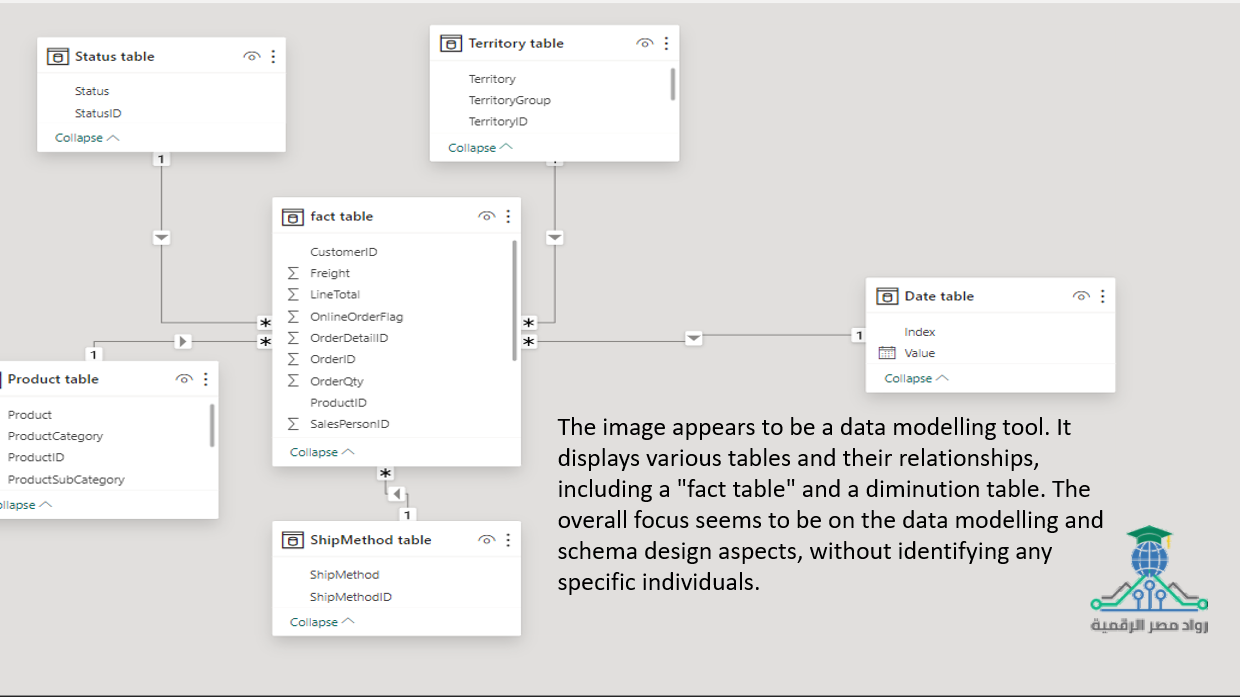 Status table
Status
StatusID
Collapse
1
Territory table
Territory
TerritoryGroup
TerritoryID
Collapse
fact table
CustomerID
Σ Freight
Σ LineTotal
Σ OnlineOrderFlag
Σ OrderDetailID
Σ OrderID
Σ OrderQty
ProductID
Σ SalesPersonID
Collapse
*
*
*
*
*
1
Date table
Index
Value
Collapse
1
Product table
Product
ProductCategory
ProductID
ProductSubCategory
ollapse
1
ShipMethod table
ShipMethod
ShipMethodID
Collapse
The image appears to be a data modelling tool. It
displays various tables and their relationships,
including a "fact table" and a diminution table. The
overall focus seems to be on the data modelling and
schema design aspects, without identifying any
specific individuals.
رواد مصر الرقمية